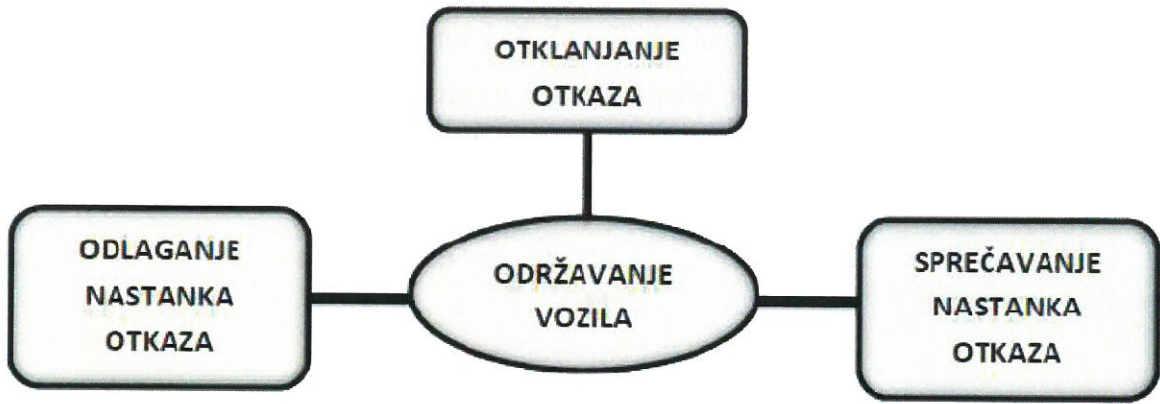 OTKLANJANJE
OTKAZA
ODLAGANJE
NASTANKA
OTKAZA
ODRŽAVANJE
VOZILA
SPREČAVANJE
NASTANKA
OTKAZA